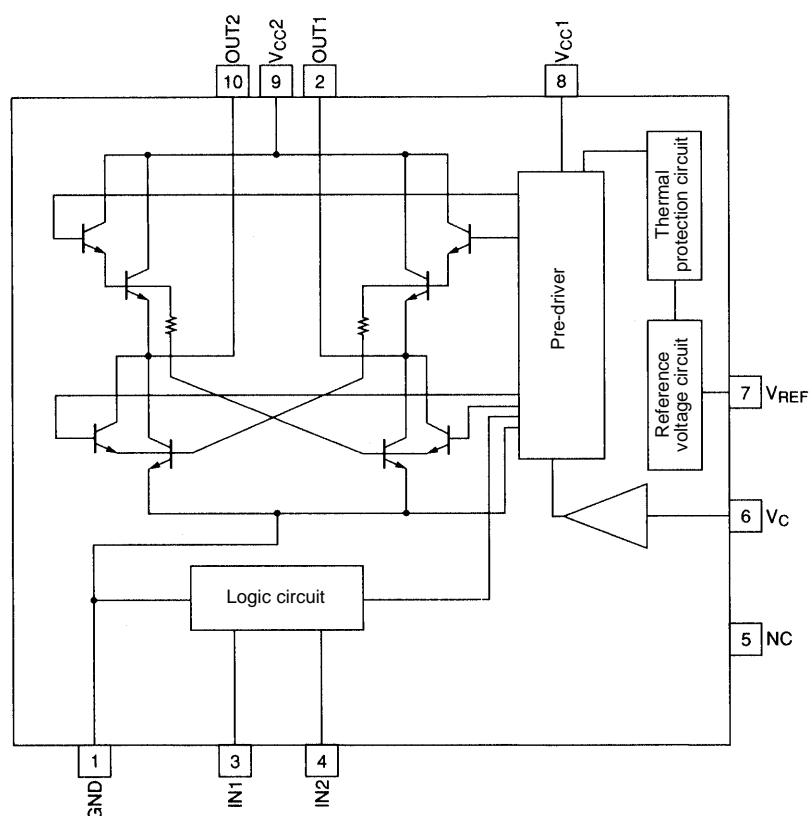 OUT2
VCC2
OUT1
VCC1
10
9
2
8
Thermal
protection circuit
Pre-driver
Reference
voltage circuit
7
VREF
6
VC
Logic circuit
5
NC
1
3
4
GND
IN1
IN2